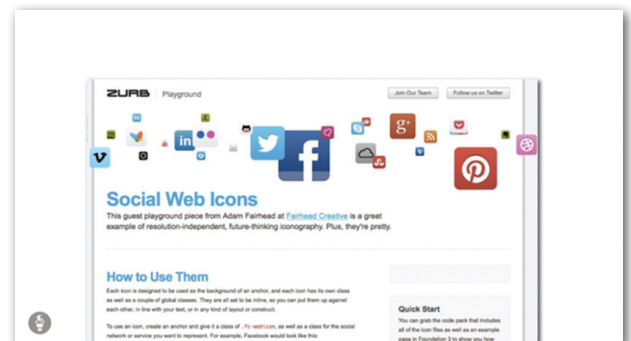 ZURB Playground
Join Our Team Follow us on Twitter
Social Web Icons
This guest playground piece from Adam Fairhead at Fairhead Creative is a great
example of resolution-independent, future-thinking iconography. Plus, they're pretty.
How to Use Them
Each icon is designed to be used as the background of an anchor, and each icon has its own class
as well as a couple of global classes. They are all set to be inline, so you can put them up against
each other, in line with your text, or in any kind of layout or construct.
To use an icon, create an anchor and give it a class of .fc-webicon, as well as a class for the social
network or service you want to represent. For example, Facebook would look like this:
Quick Start
You can grab the code pack that includes
all of the icon files as well as an example
page in Foundation 3 to show you how